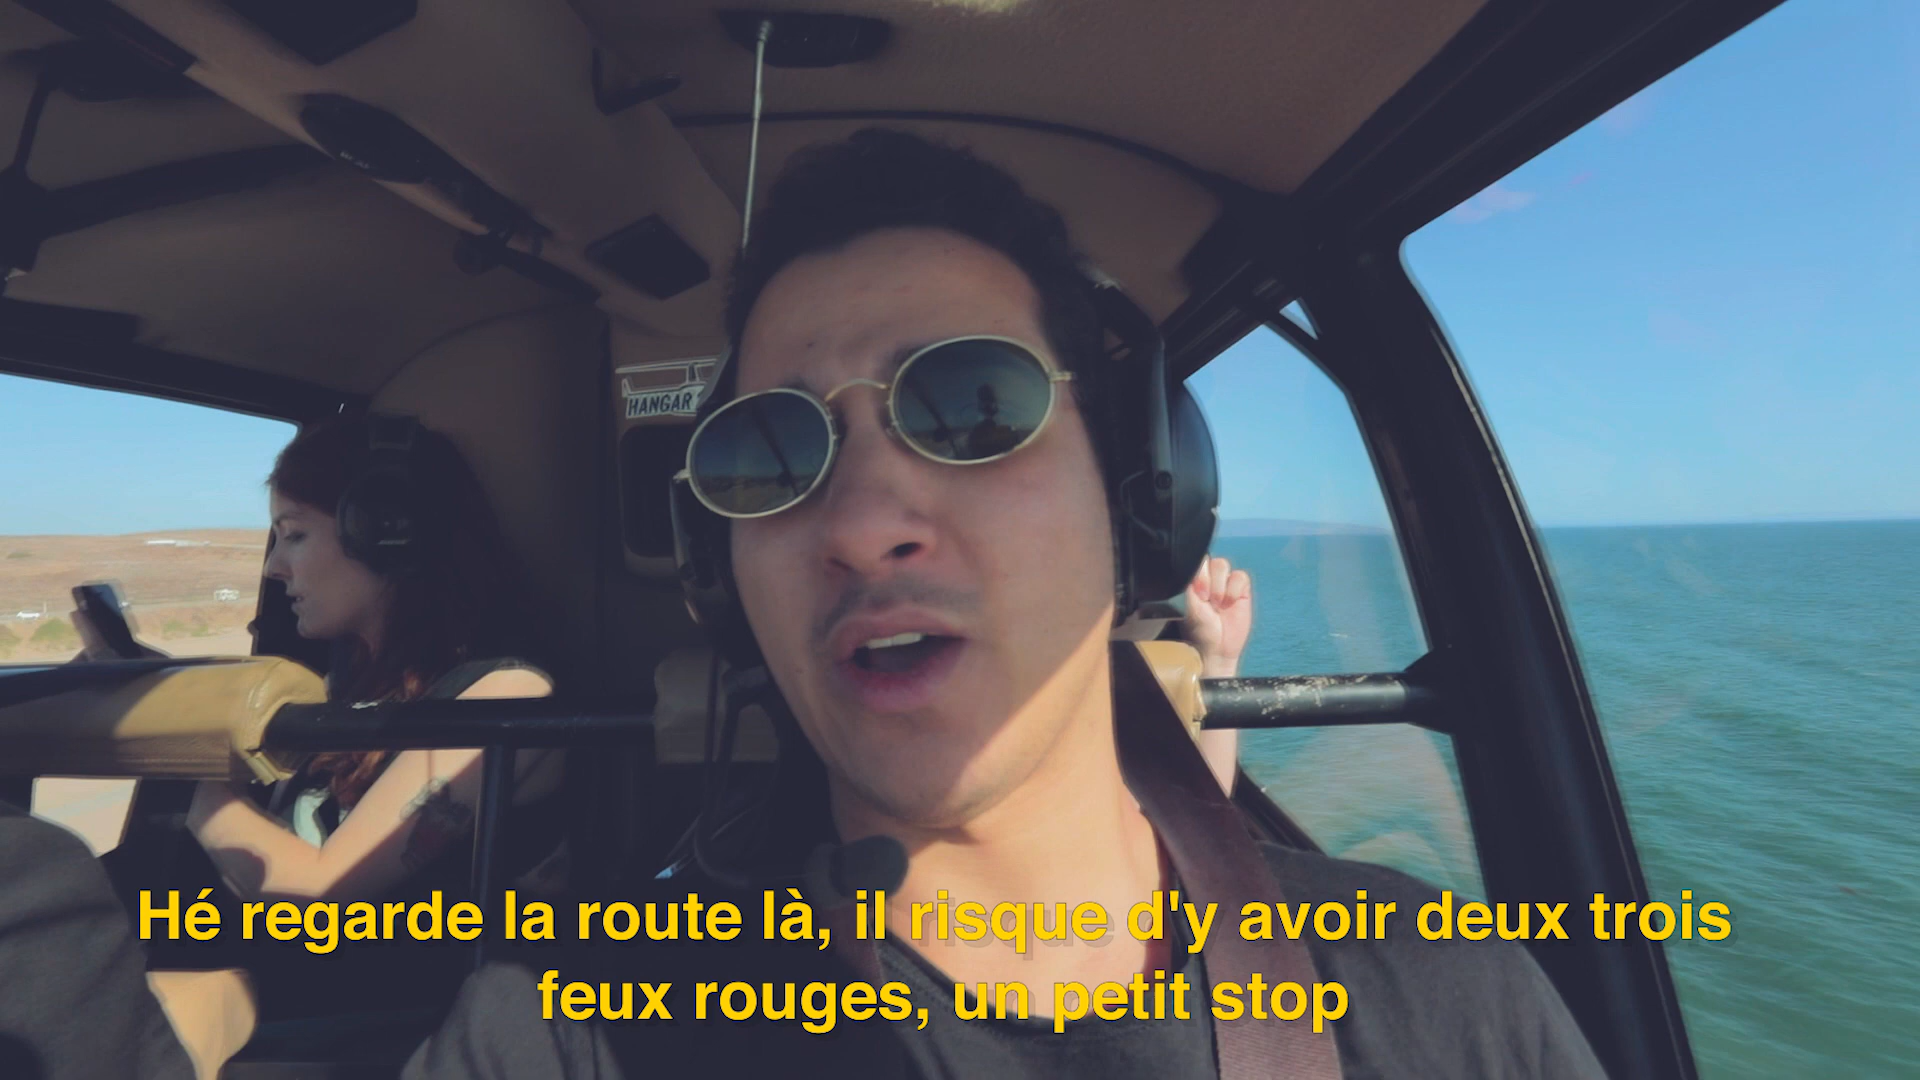 HANGAR
Hé regarde la route là, il risque d'y avoir deux trois
feux rouges, un petit stop